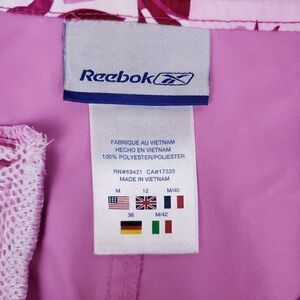 Reebok
FABRIQUE AU VIETNAM
HECHO EN VIETNAM
100% POLYESTER/POLIESTER
RN#69421 CA#17335
MADE IN VIETNAM
M 12 M/40
38 M/42